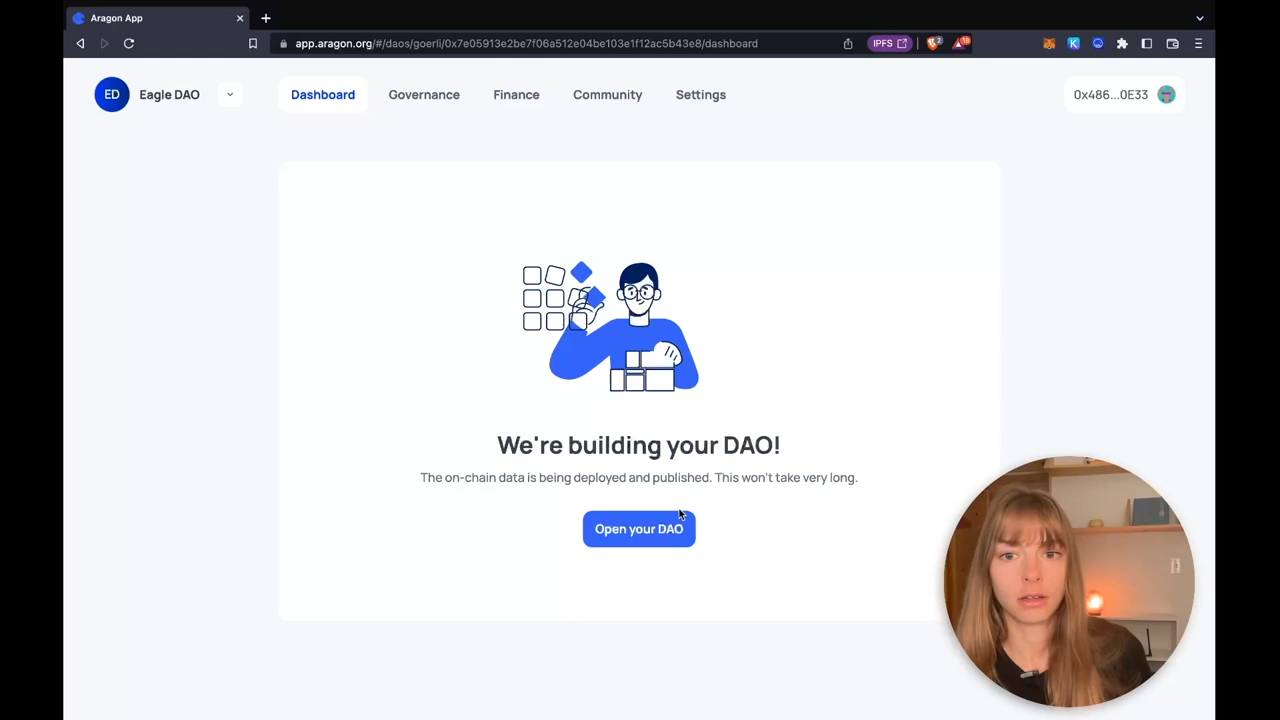 Aragon App
app.aragon.org/#/daos/goerli/0x7e05913e2be7f06a512e04be103e1f12ac5b43e8/dashboard
IPFS
2
19
ED
Eagle DAO
Dashboard
Governance
Finance
Community
Settings
0x486...0E33
We're building your DAO!
The on-chain data is being deployed and published. This won't take very long.
Open your DAO